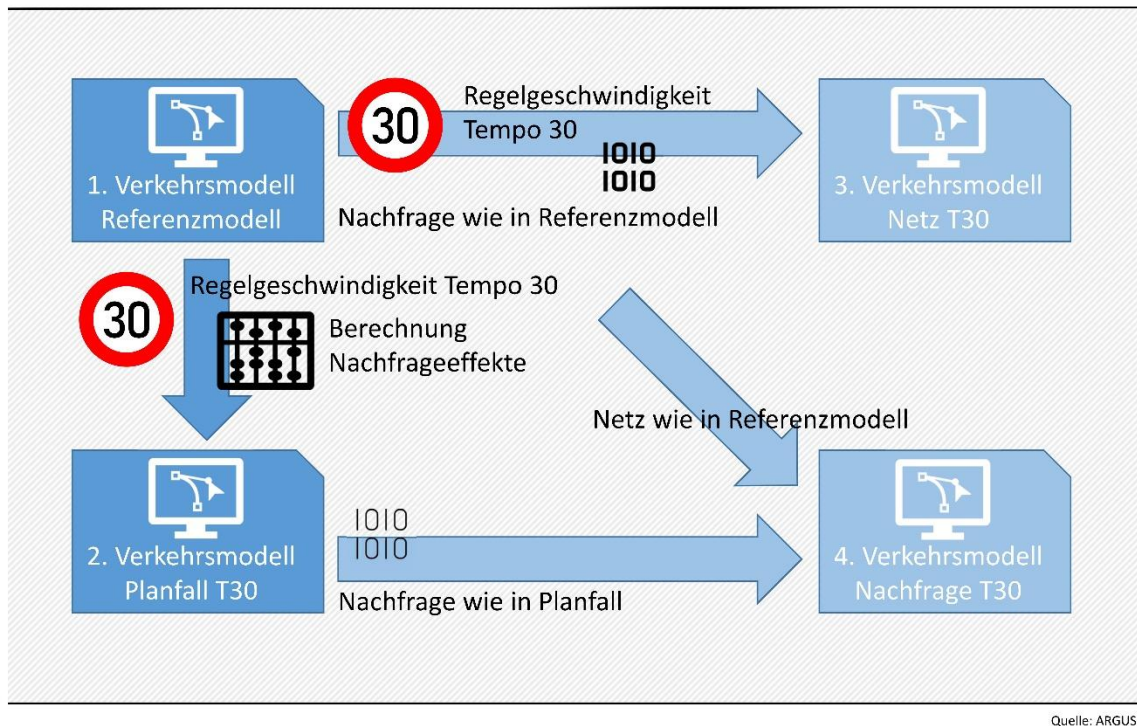 30
Regelgeschwindigkeit
Tempo 30
1010
1010
1. Verkehrsmodell
Referenzmodell
Nachfrage wie in Referenzmodell
3. Verkehrsmodell
Netz T30
30
Regelgeschwindigkeit Tempo 30
Berechnung
Nachfrageeffekte
Netz wie in Referenzmodell
2. Verkehrsmodell
Planfall T30
1010
1010
Nachfrage wie in Planfall
4. Verkehrsmodell
Nachfrage T30
Quelle: ARGUS